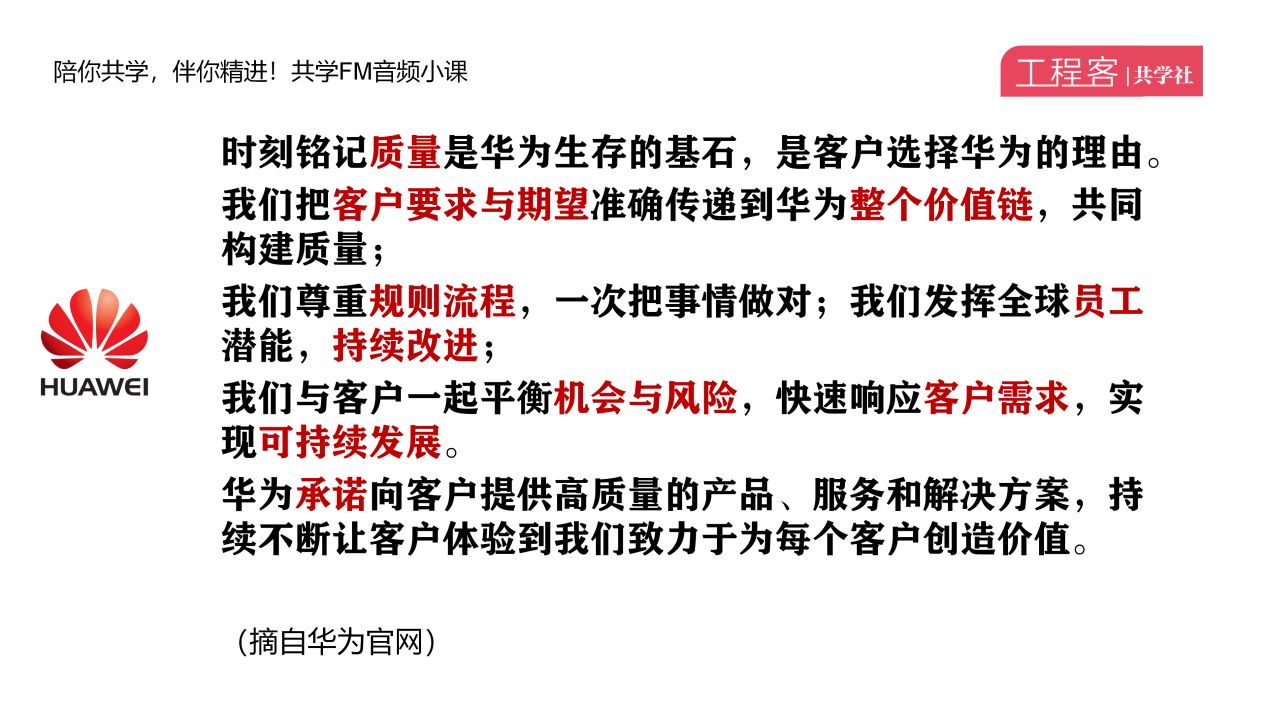 陪你共学，伴你精进！共学FM音频小课
工程客|共学社
时刻铭记质量是华为生存的基石，是客户选择华为的理由。
我们把客户要求与期望准确传递到华为整个价值链，共同
构建质量；
我们尊重规则流程，一次把事情做对；我们发挥全球员工
潜能，持续改进；
我们与客户一起平衡机会与风险，快速响应客户需求，实
现可持续发展。
华为承诺向客户提供高质量的产品、服务和解决方案，持
续不断让客户体验到我们致力于为每个客户创造价值。
HUAWEI
（摘自华为官网）